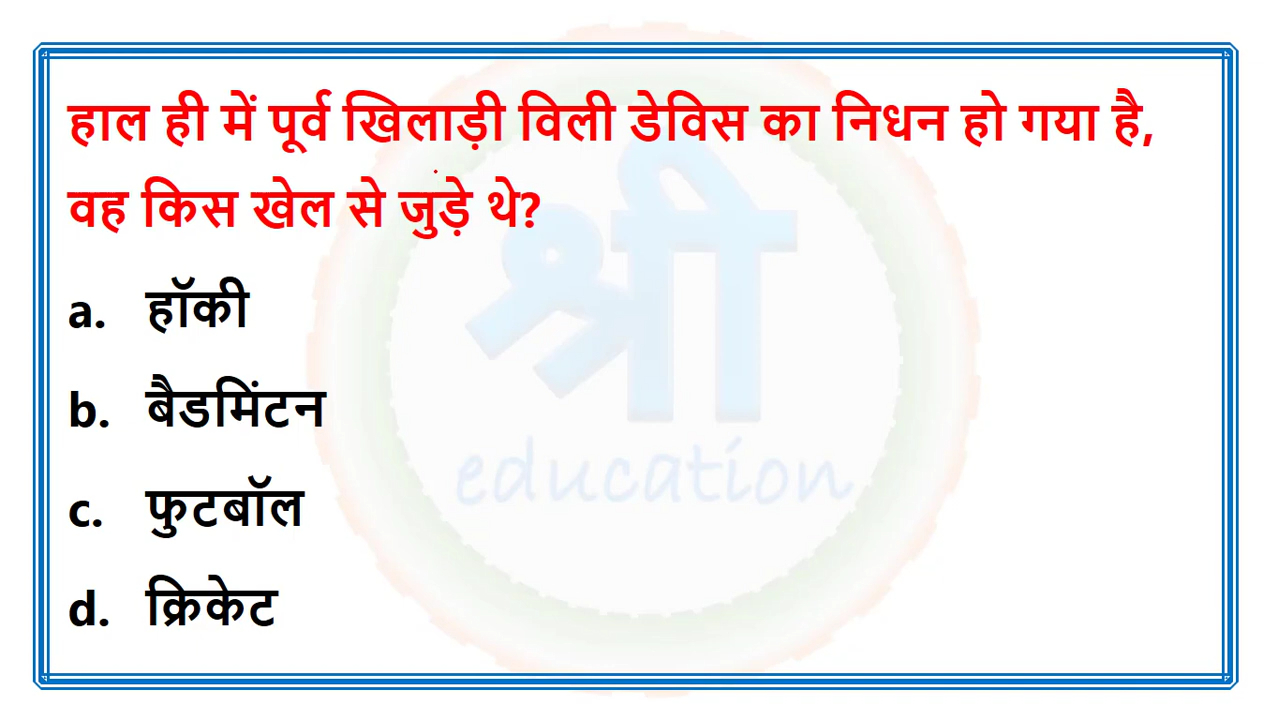 हाल ही में पूर्व खिलाड़ी विली डेविस का निधन हो गया है,
वह किस खेल से जुड़े थे?
a. हॉकी
b. बैडमिंटन
c. फुटबॉल
d. क्रिकेट
श्री
education